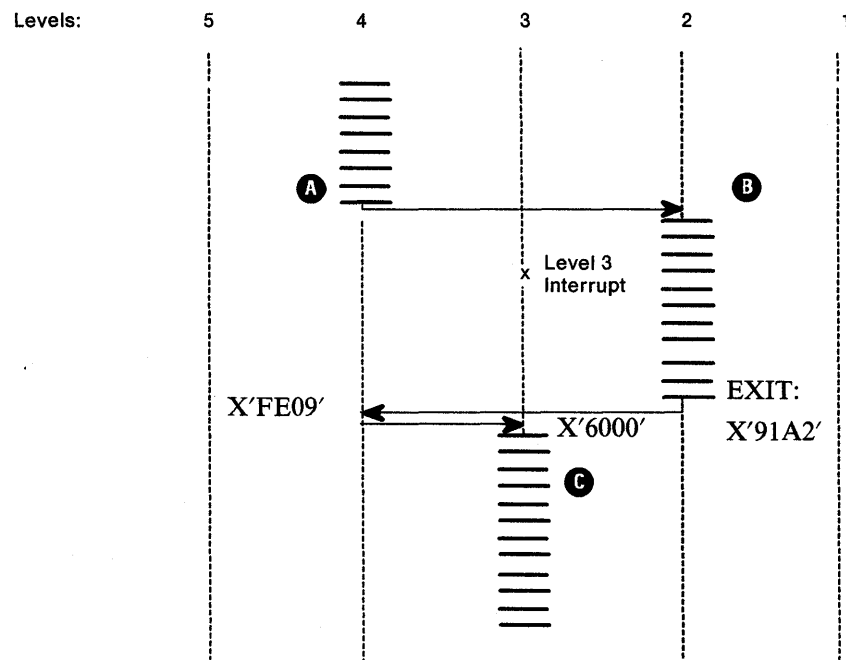 Levels: 5 4 3 2 1
A
B
x Level 3
Interrupt
EXIT:
X'FE09'
X'6000'
X'91A2'
C